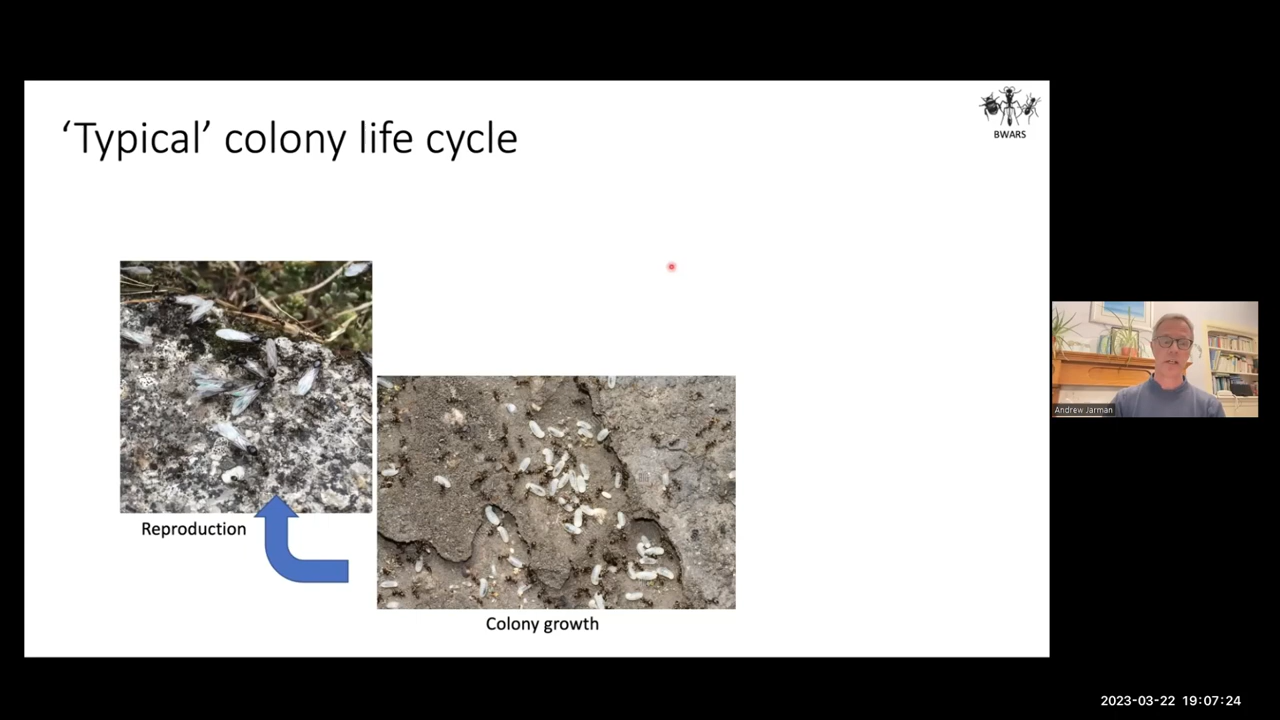 ‘Typical’ colony life cycle
BWARS
Reproduction
Colony growth
Andrew Jarman
2023-03-22 19:07:24